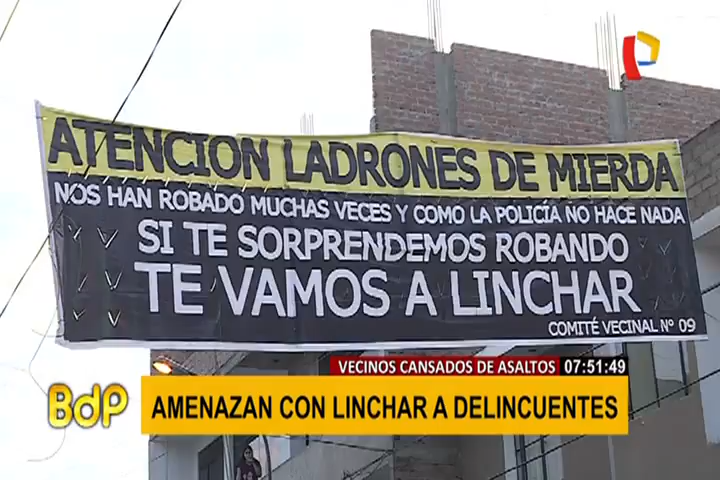 ATENCION LADRONES DE MIERDA
NOS HAN ROBADO MUCHAS VECES Y COMO LA POLICÍA NO HACE NADA
SI TE SORPRENDEMOS ROBANDO
TE VAMOS A LINCHAR
COMITÉ VECINAL N° 09
VECINOS CANSADOS DE ASALTOS 07:51:49
BdP
AMENAZAN CON LINCHAR A DELINCUENTES